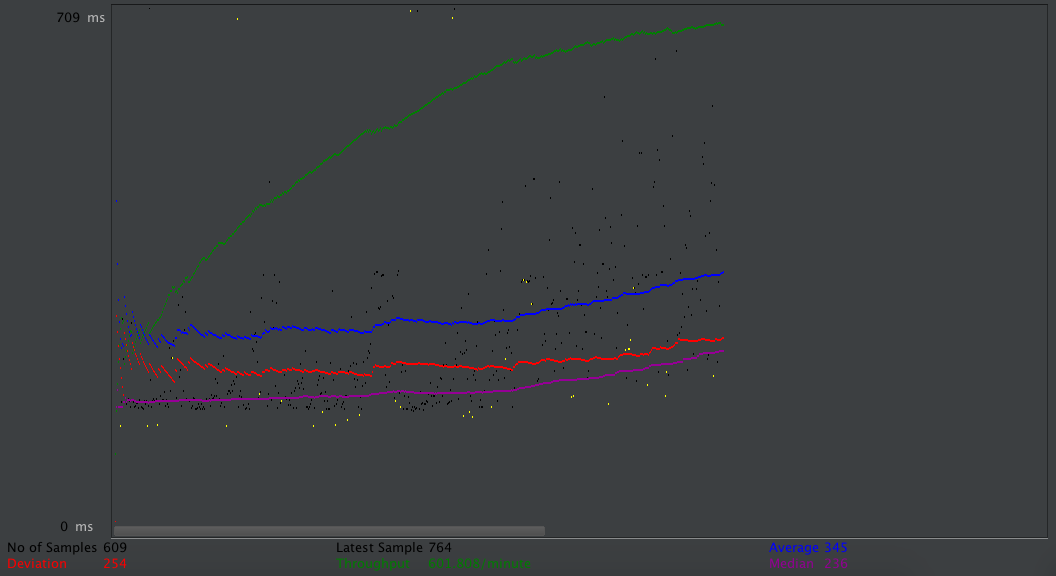 709 ms
0 ms
No of Samples 609
Latest Sample 764
Average 345
Deviation 254
Throughput 601.808/minute
Median